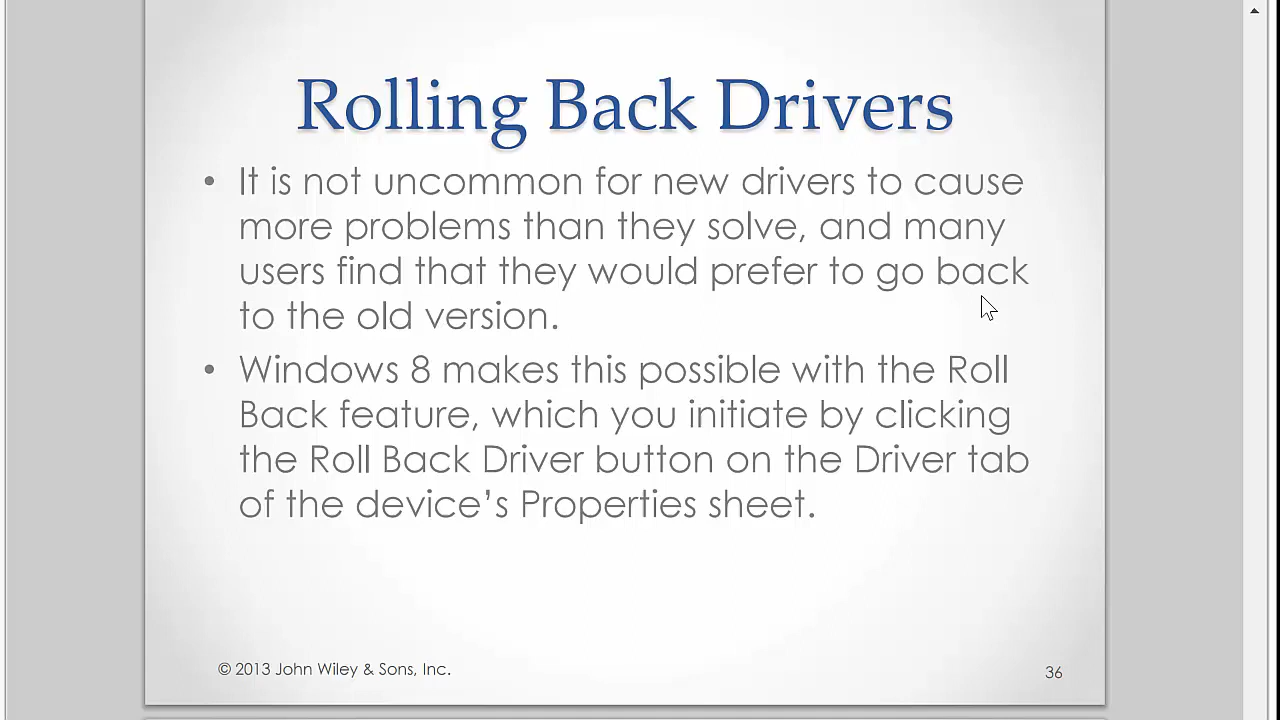 Rolling Back Drivers
• It is not uncommon for new drivers to cause
more problems than they solve, and many
users find that they would prefer to go back
to the old version.
• Windows 8 makes this possible with the Roll
Back feature, which you initiate by clicking
the Roll Back Driver button on the Driver tab
of the device’s Properties sheet.
© 2013 John Wiley & Sons, Inc.
36